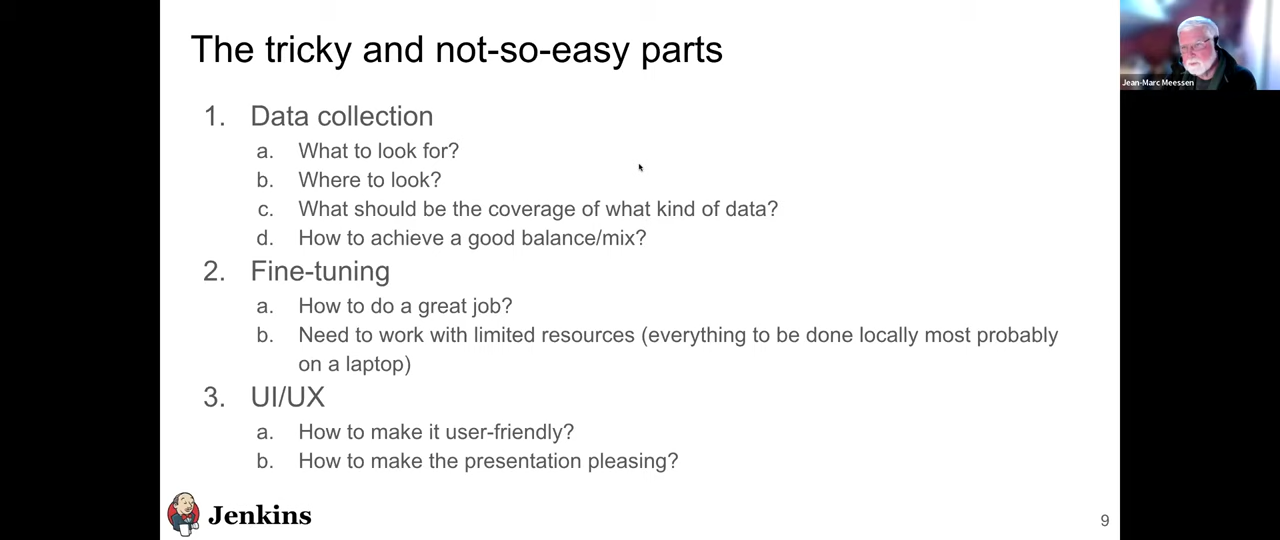 The tricky and not-so-easy parts
Jean-Marc Meessen
1. Data collection
a. What to look for?
b. Where to look?
c. What should be the coverage of what kind of data?
d. How to achieve a good balance/mix?
2. Fine-tuning
a. How to do a great job?
b. Need to work with limited resources (everything to be done locally most probably
on a laptop)
3. UI/UX
a. How to make it user-friendly?
b. How to make the presentation pleasing?
Jenkins
9